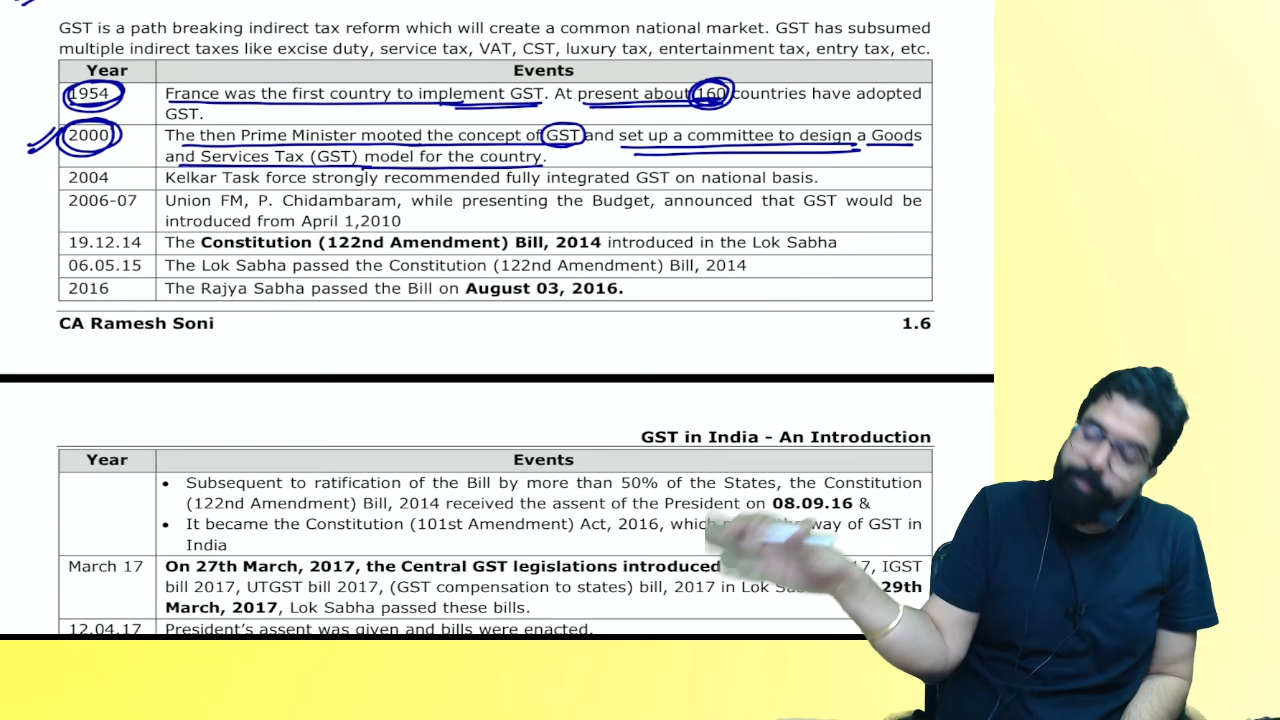 GST is a path breaking indirect tax reform which will create a common national market. GST has subsumed
multiple indirect taxes like excise duty, service tax, VAT, CST, luxury tax, entertainment tax, entry tax, etc.
Year Events
1954 France was the first country to implement GST. At present about 160 countries have adopted
GST.
2000 The then Prime Minister mooted the concept of GST and set up a committee to design a Goods
and Services Tax (GST) model for the country.
2004 Kelkar Task force strongly recommended fully integrated GST on national basis.
2006-07 Union FM, P. Chidambaram, while presenting the Budget, announced that GST would be
introduced from April 1,2010
19.12.14 The Constitution (122nd Amendment) Bill, 2014 introduced in the Lok Sabha
06.05.15 The Lok Sabha passed the Constitution (122nd Amendment) Bill, 2014
2016 The Rajya Sabha passed the Bill on August 03, 2016.
CA Ramesh Soni 1.6
GST in India - An Introduction
Year Events
• Subsequent to ratification of the Bill by more than 50% of the States, the Constitution
(122nd Amendment) Bill, 2014 received the assent of the President on 08.09.16 &
• It became the Constitution (101st Amendment) Act, 2016, which way of GST in
India
March 17 On 27th March, 2017, the Central GST legislations introduced IGST
bill 2017, UTGST bill 2017, (GST compensation to states) bill, 2017 in Lok 29th
March, 2017, Lok Sabha passed these bills.
12.04.17 President's assent was given and bills were enacted.